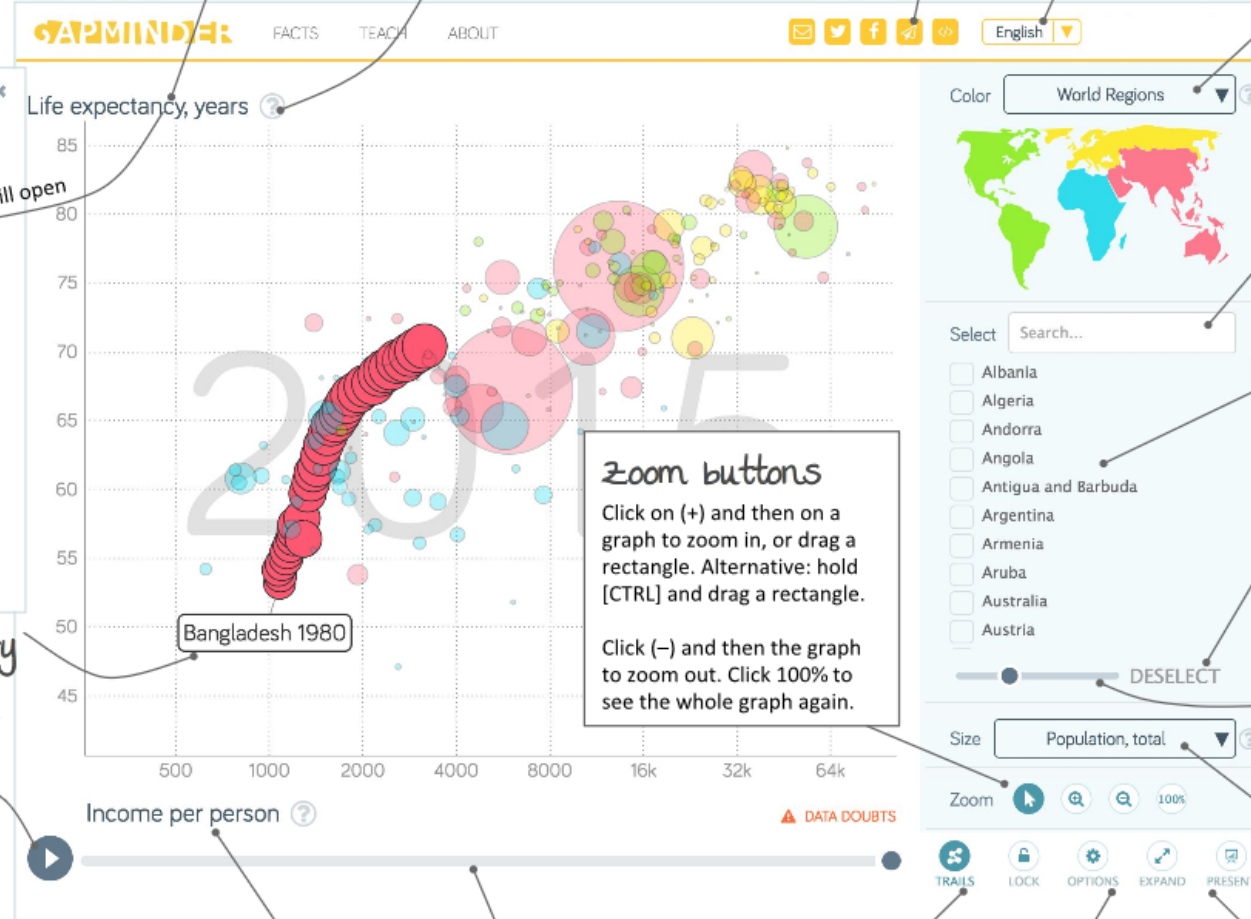 GAPMINDER
FACTS
TEACH
ABOUT
English
Life expectancy, years
?
ill open
85
80
75
70
65
60
55
50
45
2015
Bangladesh 1980
y
500
1000
2000
4000
8000
16k
32k
64k
Income per person
?
DATA DOUBTS
Zoom buttons
Click on (+) and then on a
graph to zoom in, or drag a
rectangle. Alternative: hold
[CTRL] and drag a rectangle.
Click (–) and then the graph
to zoom out. Click 100% to
see the whole graph again.
Color
World Regions
?
Select
Search...
Albania
Algeria
Andorra
Angola
Antigua and Barbuda
Argentina
Armenia
Aruba
Australia
Austria
DESELECT
Size
Population, total
?
Zoom
100%
TRAILS
LOCK
OPTIONS
EXPAND
PRESENT